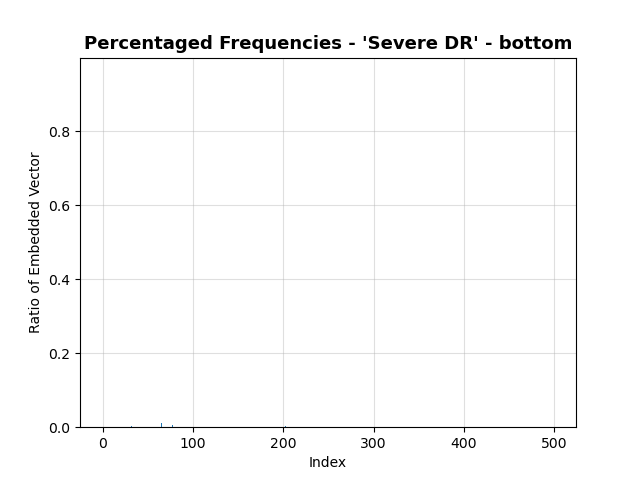 Percentaged Frequencies - 'Severe DR' - bottom
Ratio of Embedded Vector
0.8
0.6
0.4
0.2
0.0
0 100 200 300 400 500
Index